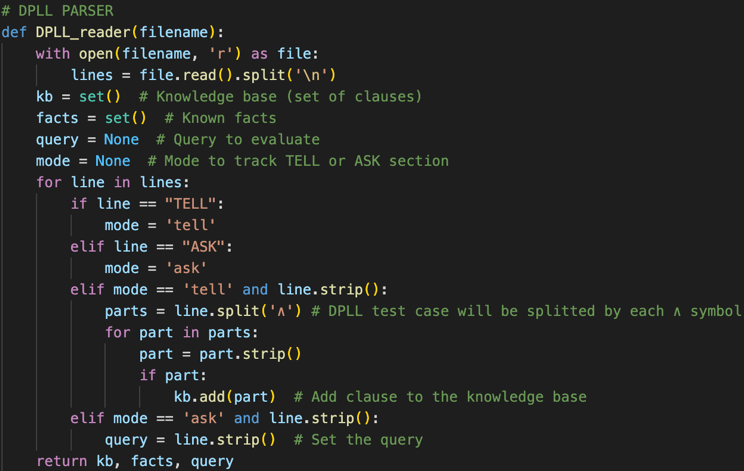 # DPLL PARSER
def DPLL_reader(filename):
    with open(filename, 'r') as file:
        lines = file.read().split('\n')
    kb = set()  # Knowledge base (set of clauses)
    facts = set()  # Known facts
    query = None  # Query to evaluate
    mode = None  # Mode to track TELL or ASK section
    for line in lines:
        if line == "TELL":
            mode = 'tell'
        elif line == "ASK":
            mode = 'ask'
        elif mode == 'tell' and line.strip():
            parts = line.split('∧') # DPLL test case will be splitted by each ∧ symbol
            for part in parts:
                part = part.strip()
                if part:
                    kb.add(part)  # Add clause to the knowledge base
        elif mode == 'ask' and line.strip():
            query = line.strip()  # Set the query
    return kb, facts, query